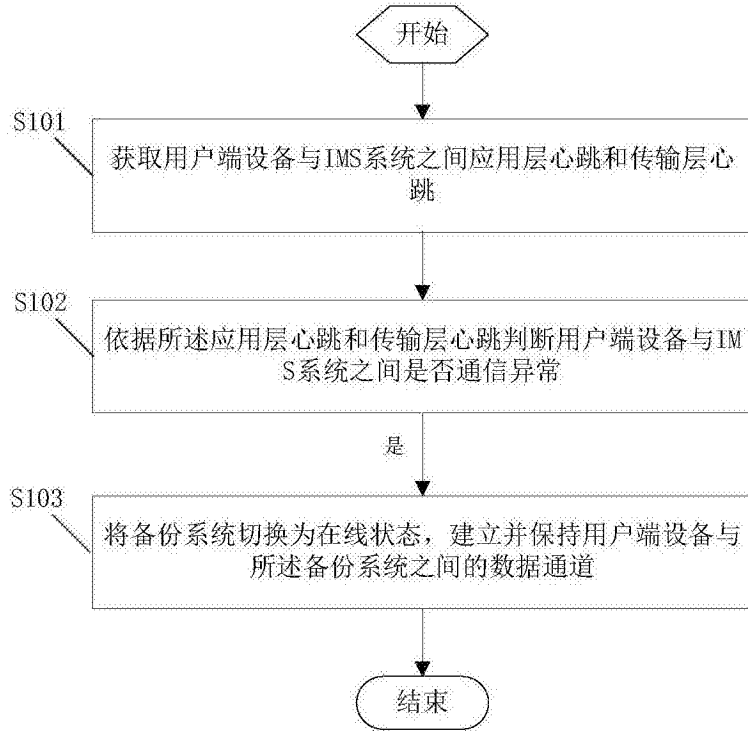 开始
S101
获取用户端设备与IMS系统之间应用层心跳和传输层心
跳
S102
依据所述应用层心跳和传输层心跳判断用户端设备与IM
S系统之间是否通信异常
是
S103
将备份系统切换为在线状态，建立并保持用户端设备与
所述备份系统之间的数据通道
结束